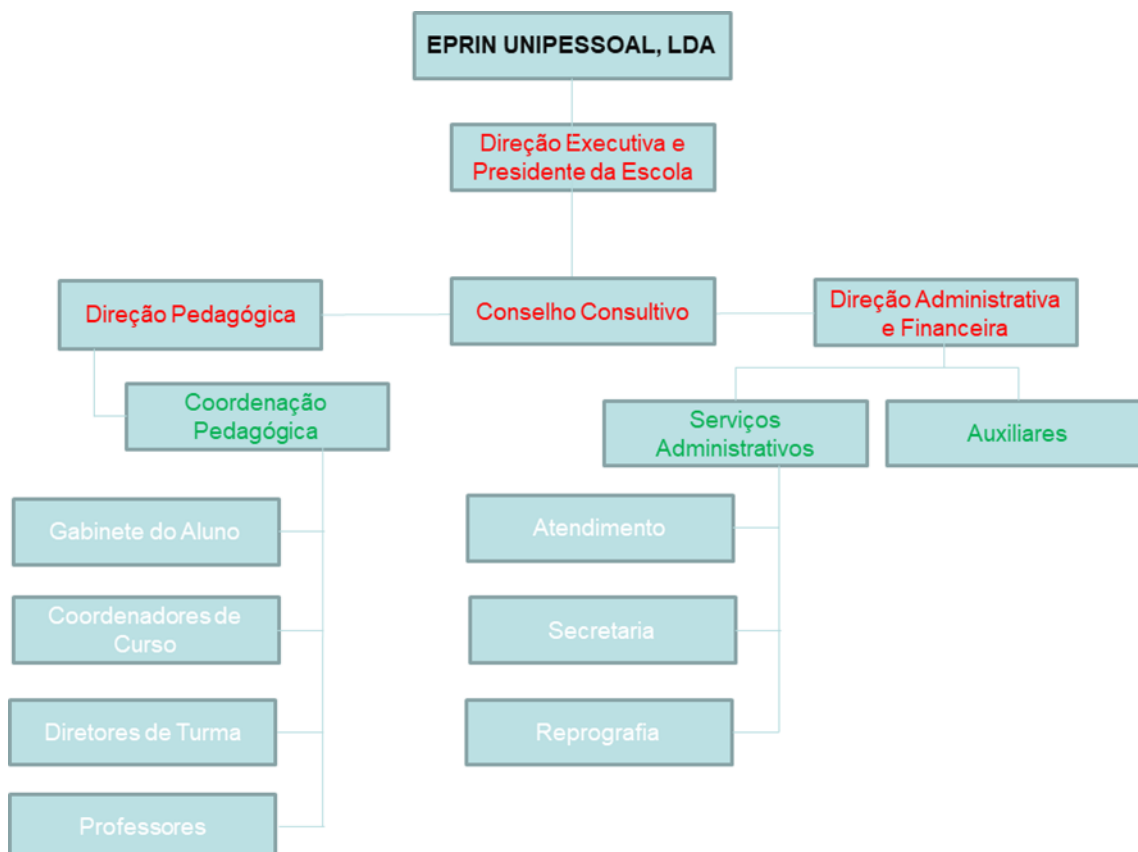 EPRIN UNIPESSOAL, LDA
Direção Executiva e
Presidente da Escola
Direção Pedagógica
Conselho Consultivo
Direção Administrativa
e Financeira
Coordenação
Pedagógica
Serviços
Administrativos
Auxiliares
Gabinete do Aluno
Coordenadores de
Curso
Diretores de Turma
Professores
Atendimento
Secretaria
Reprografia